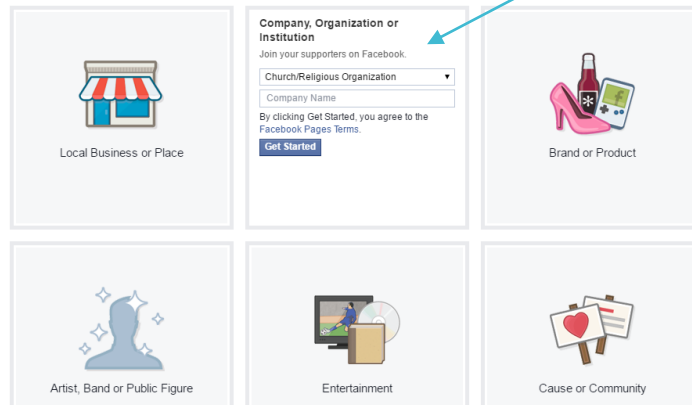 Company, Organization or
Institution
Join your supporters on Facebook.
Church/Religious Organization
Company Name
By clicking Get Started, you agree to the
Facebook Pages Terms.
Get Started
Local Business or Place
Brand or Product
Artist, Band or Public Figure
Entertainment
Cause or Community